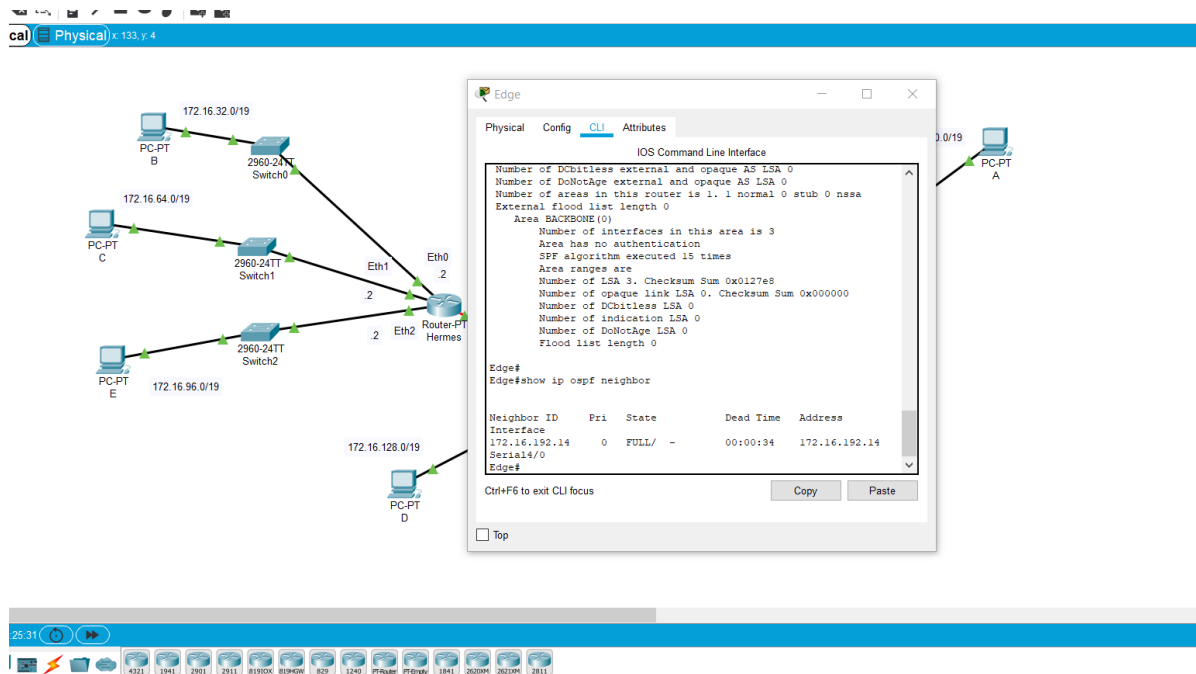 cal) Physical x: 133, y: 4
172.16.32.0/19
PC-PT
B
2960-24TT
Switch0
172.16.64.0/19
PC-PT
C
2960-24TT
Switch1
Eth1
Eth0
.2
.2
.2
Eth2
Router-PT
Hermes
2960-24TT
Switch2
PC-PT
E
172.16.96.0/19
172.16.128.0/19
PC-PT
D
0.0/19
PC-PT
A
Edge
Physical Config CLI Attributes
IOS Command Line Interface
Number of DCbitless external and opaque AS LSA 0
Number of DoNotAge external and opaque AS LSA 0
Number of areas in this router is 1. 1 normal 0 stub 0 nssa
External flood list length 0
Area BACKBONE(0)
Number of interfaces in this area is 3
Area has no authentication
SPF algorithm executed 15 times
Area ranges are
Number of LSA 3. Checksum Sum 0x0127e8
Number of opaque link LSA 0. Checksum Sum 0x000000
Number of DCbitless LSA 0
Number of indication LSA 0
Number of DoNotAge LSA 0
Flood list length 0
Edge#
Edge#show ip ospf neighbor
Neighbor ID Pri State Dead Time Address
Interface
172.16.192.14 0 FULL/ - 00:00:34 172.16.192.14
Serial4/0
Edge#
Ctrl+F6 to exit CLI focus
Copy Paste
Top
:25:31
4321 1941 2901 2911 819IOX 819HGW 829 1240 PT-Router PT-Empty 1841 2620XM 2621XM 2811